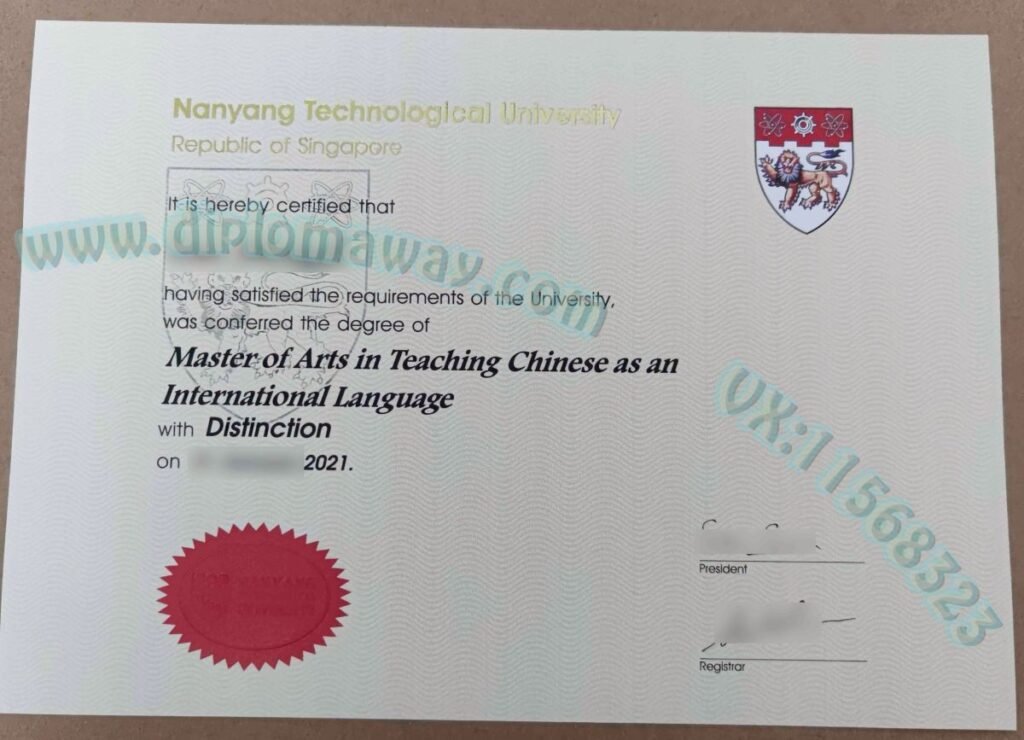 Nanyang Technological University
Republic of Singapore
It is hereby certified that
www.diplomaway.com
having satisfied the requirements of the University,
was conferred the degree of
Master of Arts in Teaching Chinese as an
International Language
with Distinction
on 2021.
VX:11568323
NANYANG
President
Registrar